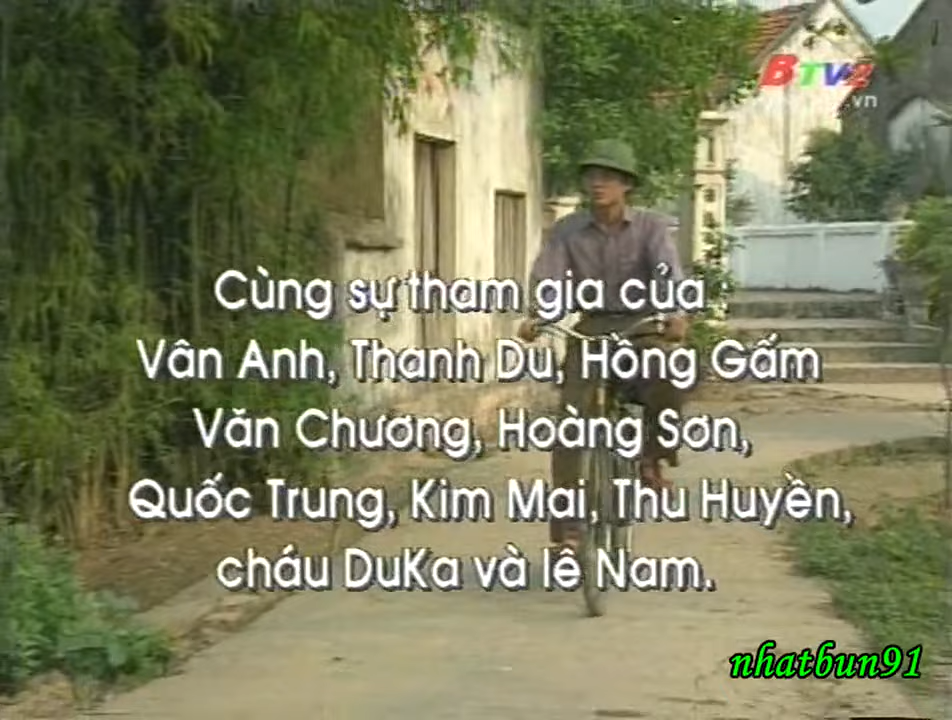 BTV2
.vn
Cùng sự tham gia của :
Vân Anh, Thanh Du, Hồng Gấm
Văn Chương, Hoàng Sơn,
Quốc Trung, Kim Mai, Thu Huyền,
cháu DuKa và lê Nam.
nhatbun91